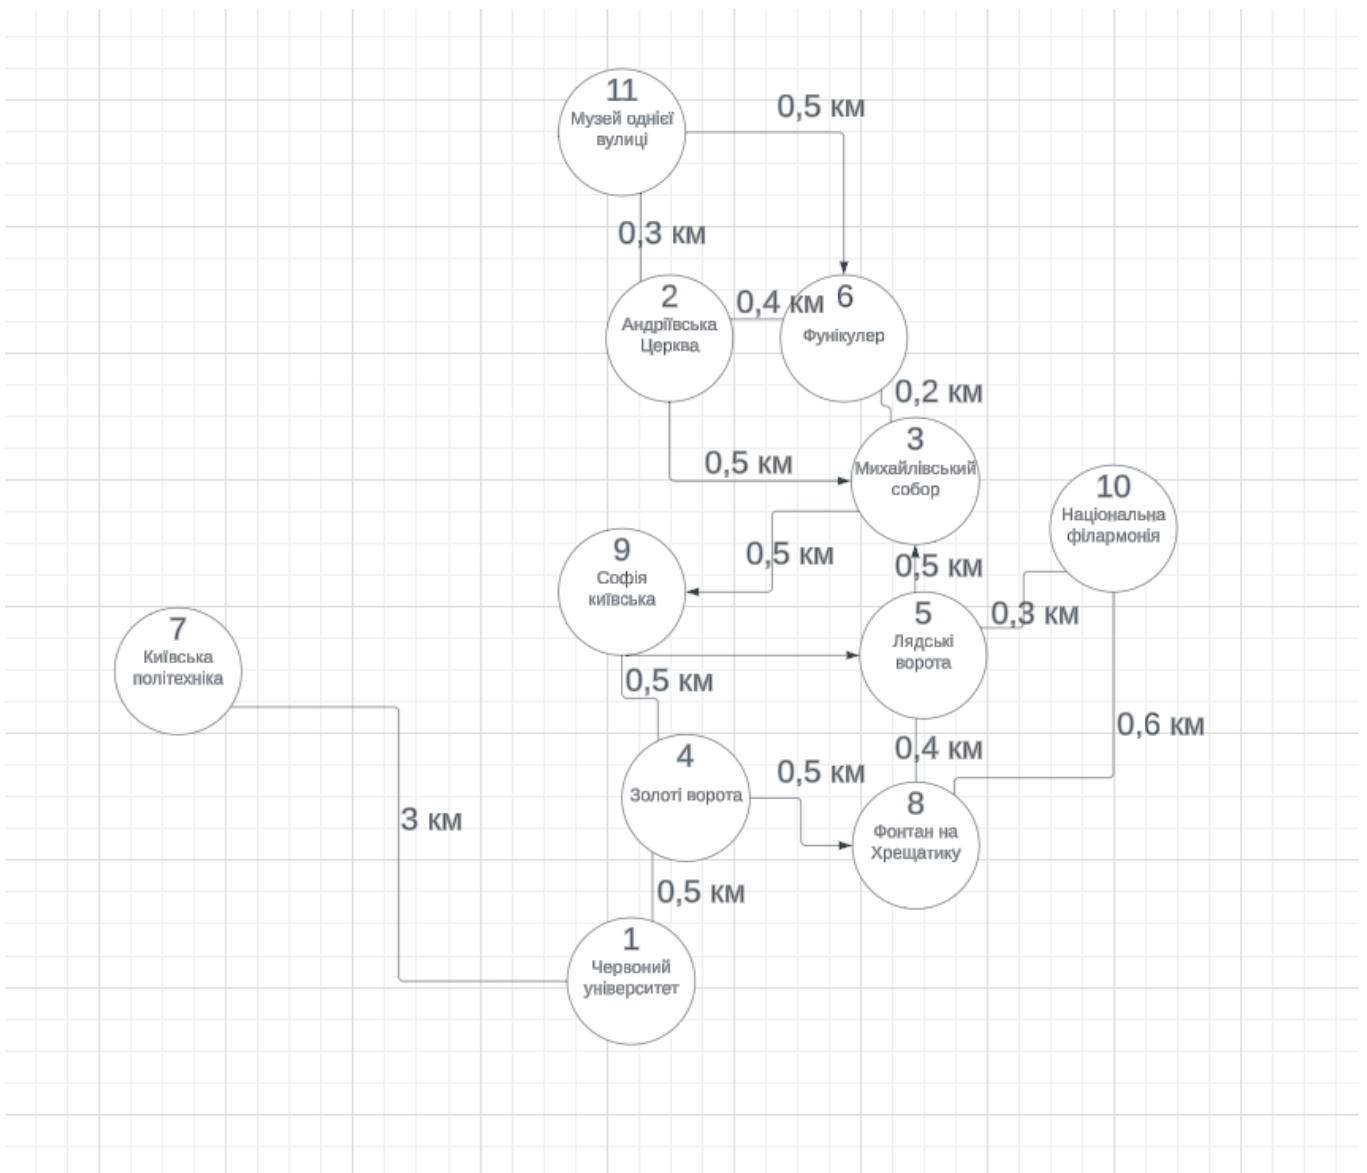 11
Музей однієї
вулиці
0,5 км
0,3 км
2
Андріївська
Церква
0,4 км
6
Фунікулер
0,2 км
3
Михайлівський
собор
0,5 км
10
Національна
філармонія
9
Софія
київська
0,5 км
0,5 км
5
Лядські
ворота
0,3 км
7
Київська
політехніка
0,5 км
4
Золоті ворота
0,5 км
0,4 км
0,6 км
8
Фонтан на
Хрещатику
3 км
0,5 км
1
Червоний
університет